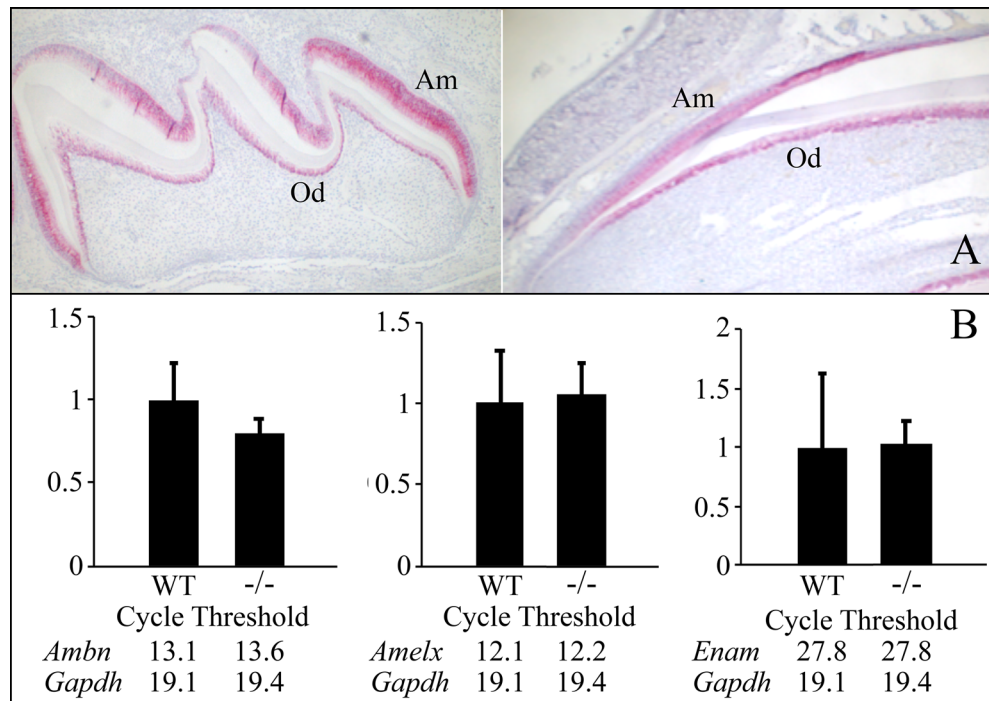 Am
Od
Am
Od
A
B
1.5
1
0.5
0
WT -/-
Cycle Threshold
Ambn 13.1 13.6
Gapdh 19.1 19.4
1.5
1
0.5
0
WT -/-
Cycle Threshold
Amelx 12.1 12.2
Gapdh 19.1 19.4
2
1.5
1
0.5
0
WT -/-
Cycle Threshold
Enam 27.8 27.8
Gapdh 19.1 19.4